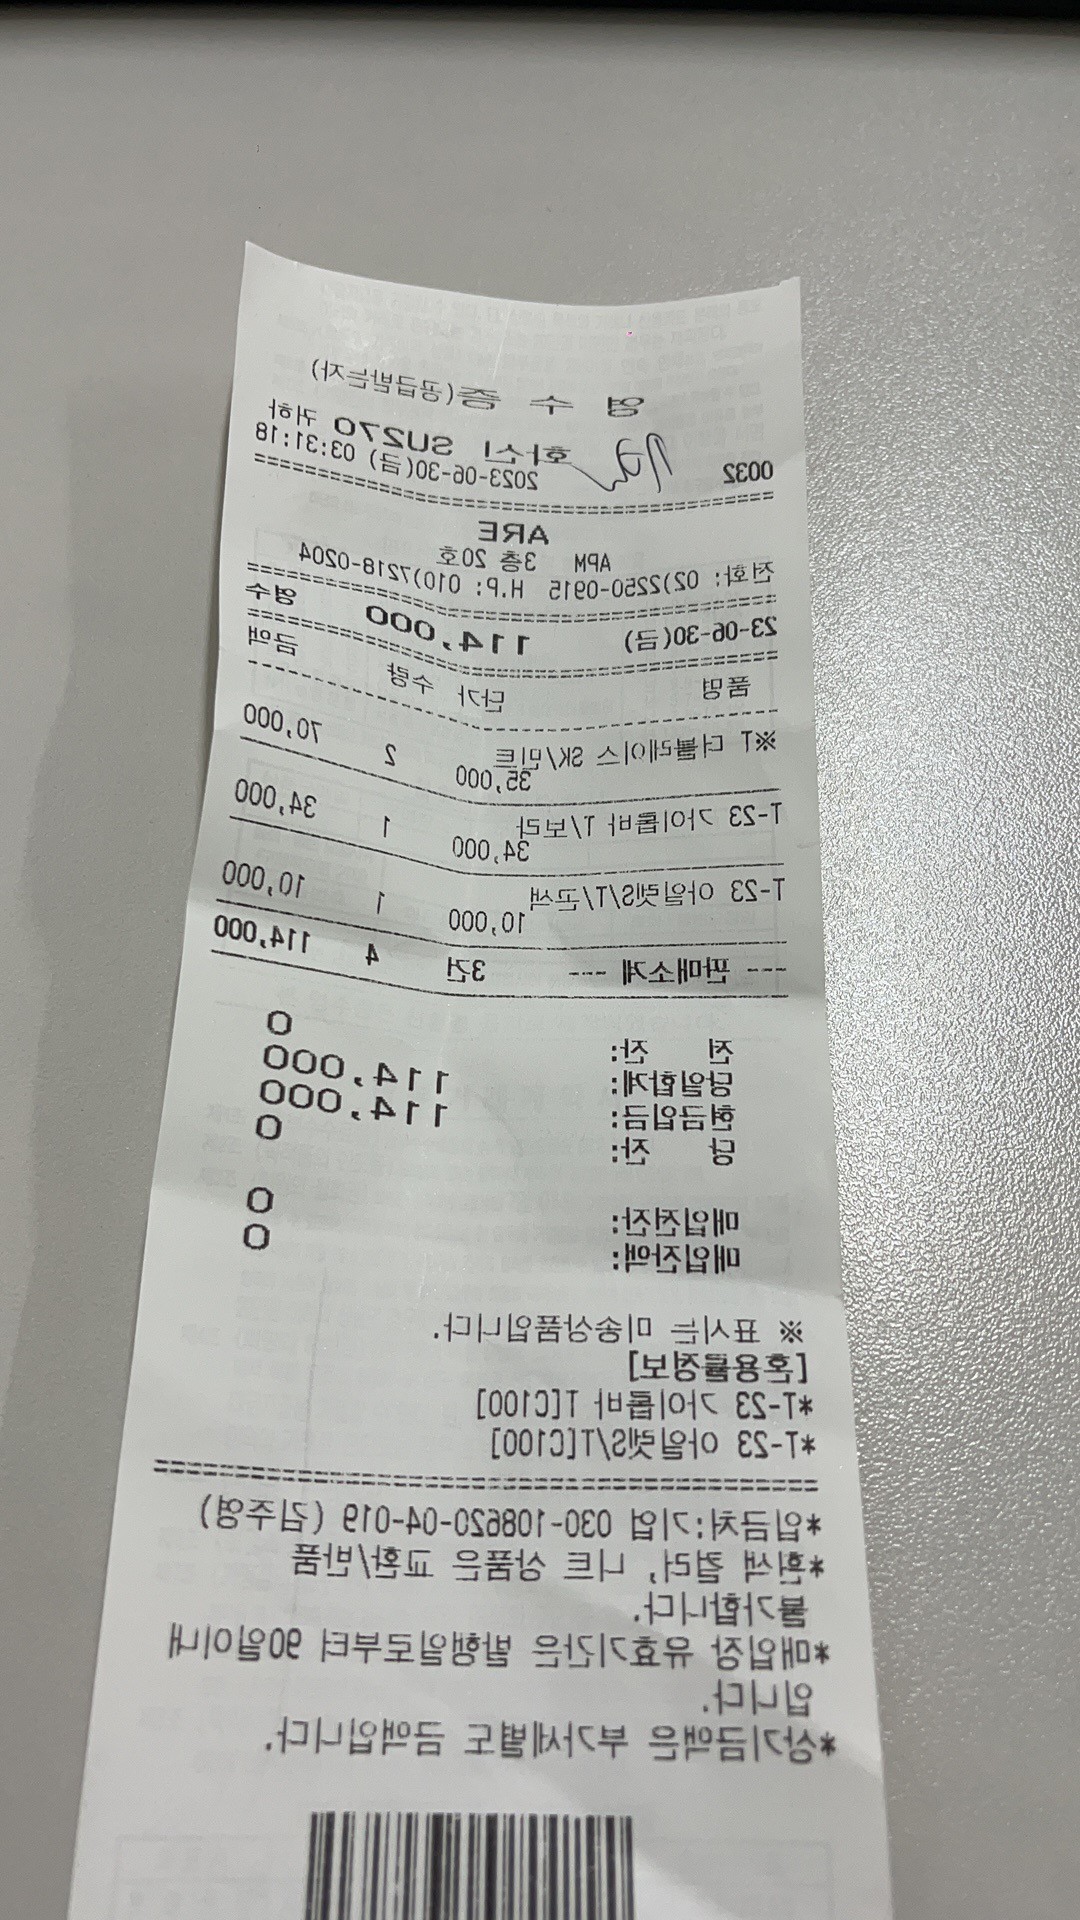 영 수 증(공급받는자)
0032 화신 SU270 귀하
2023-06-30(금) 03:31:18
ARE
APM 3층 20호
전화: 02)2250-0915 H.P.: 010)7218-0204
23-06-30(금) 114,000 영수
품명 단가 수량 금액
※T 더블레이스 SK/민트
35,000 2 70,000
T-23 가이롭바 T/보라
34,000 1 34,000
T-23 아일렛S/T/곤색
10,000 1 10,000
--- 판매소계 --- 3건 4 114,000
전 잔: 0
당일합계: 114,000
현금입금: 114,000
당 잔: 0
매입전잔: 0
매입잔액: 0
※ 표시는 미송상품입니다.
[혼용률정보]
*T-23 가이롭바 T[C100]
*T-23 아일렛S/T[C100]
*입금처:기업 030-108620-04-019 (김주영)
*흰색 컬러, 니트 상품은 교환/반품
불가합니다.
*매입장 유효기간은 발행일로부터 90일이내
입니다.
*상기금액은 부가세별도 금액입니다.